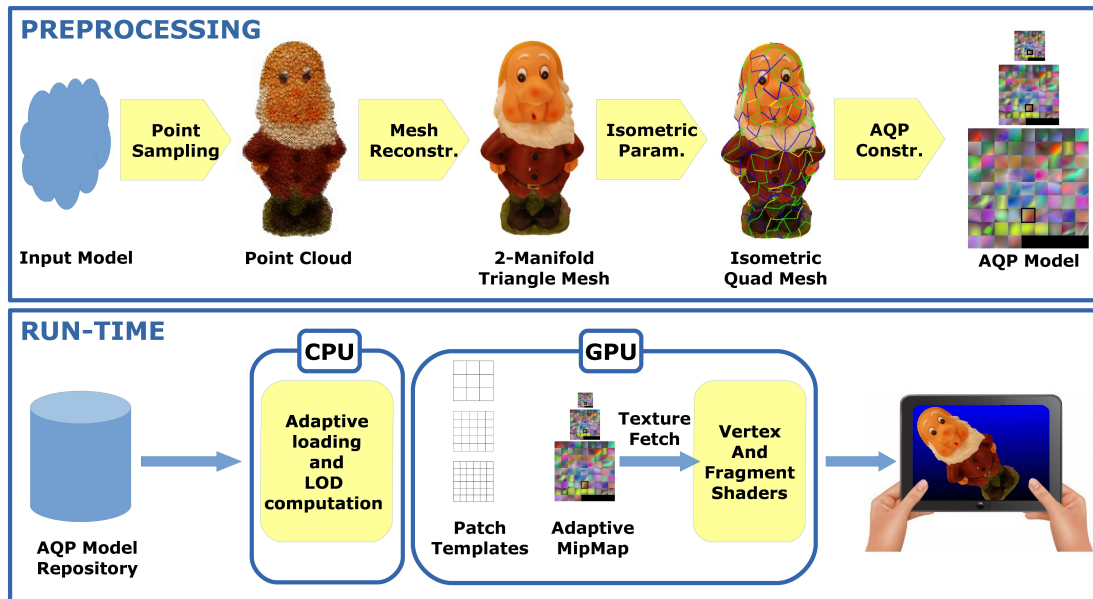 PREPROCESSING
Point
Sampling
Mesh
Reconstr.
Isometric
Param.
AQP
Constr.
Input Model
Point Cloud
2-Manifold
Triangle Mesh
Isometric
Quad Mesh
AQP Model
RUN-TIME
CPU
GPU
Adaptive
loading
and
LOD
computation
Texture
Fetch
Vertex
And
Fragment
Shaders
AQP Model
Repository
Patch
Templates
Adaptive
MipMap